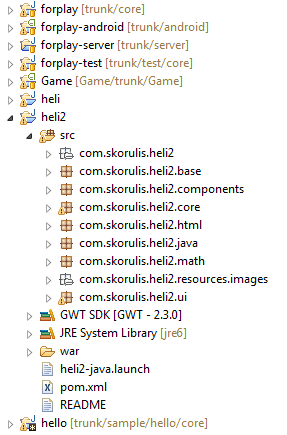 forplay [trunk/core]
forplay-android [trunk/android]
forplay-server [trunk/server]
forplay-test [trunk/test/core]
Game [Game/trunk/Game]
heli
heli2
src
com.skorulis.heli2
com.skorulis.heli2.base
com.skorulis.heli2.components
com.skorulis.heli2.core
com.skorulis.heli2.html
com.skorulis.heli2.java
com.skorulis.heli2.math
com.skorulis.heli2.resources.images
com.skorulis.heli2.ui
GWT SDK [GWT - 2.3.0]
JRE System Library [jre6]
war
heli2-java.launch
pom.xml
README
hello [trunk/sample/hello/core]